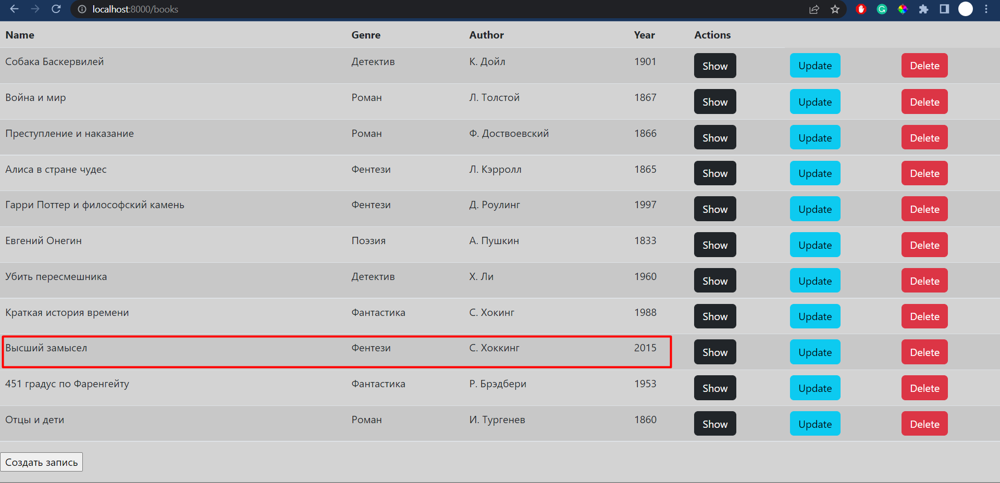 localhost:8000/books
Name Genre Author Year Actions
Собака Баскервилей Детектив К. Дойл 1901 Show Update Delete
Война и мир Роман Л. Толстой 1867 Show Update Delete
Преступление и наказание Роман Ф. Доствоевский 1866 Show Update Delete
Алиса в стране чудес Фентези Л. Кэрролл 1865 Show Update Delete
Гарри Поттер и философский камень Фентези Д. Роулинг 1997 Show Update Delete
Евгений Онегин Поэзия А. Пушкин 1833 Show Update Delete
Убить пересмешника Детектив Х. Ли 1960 Show Update Delete
Краткая история времени Фантастика С. Хокинг 1988 Show Update Delete
Высший замысел Фентези С. Хоккинг 2015 Show Update Delete
451 градус по Фаренгейту Фантастика Р. Брэдбери 1953 Show Update Delete
Отцы и дети Роман И. Тургенев 1860 Show Update Delete
Создать запись